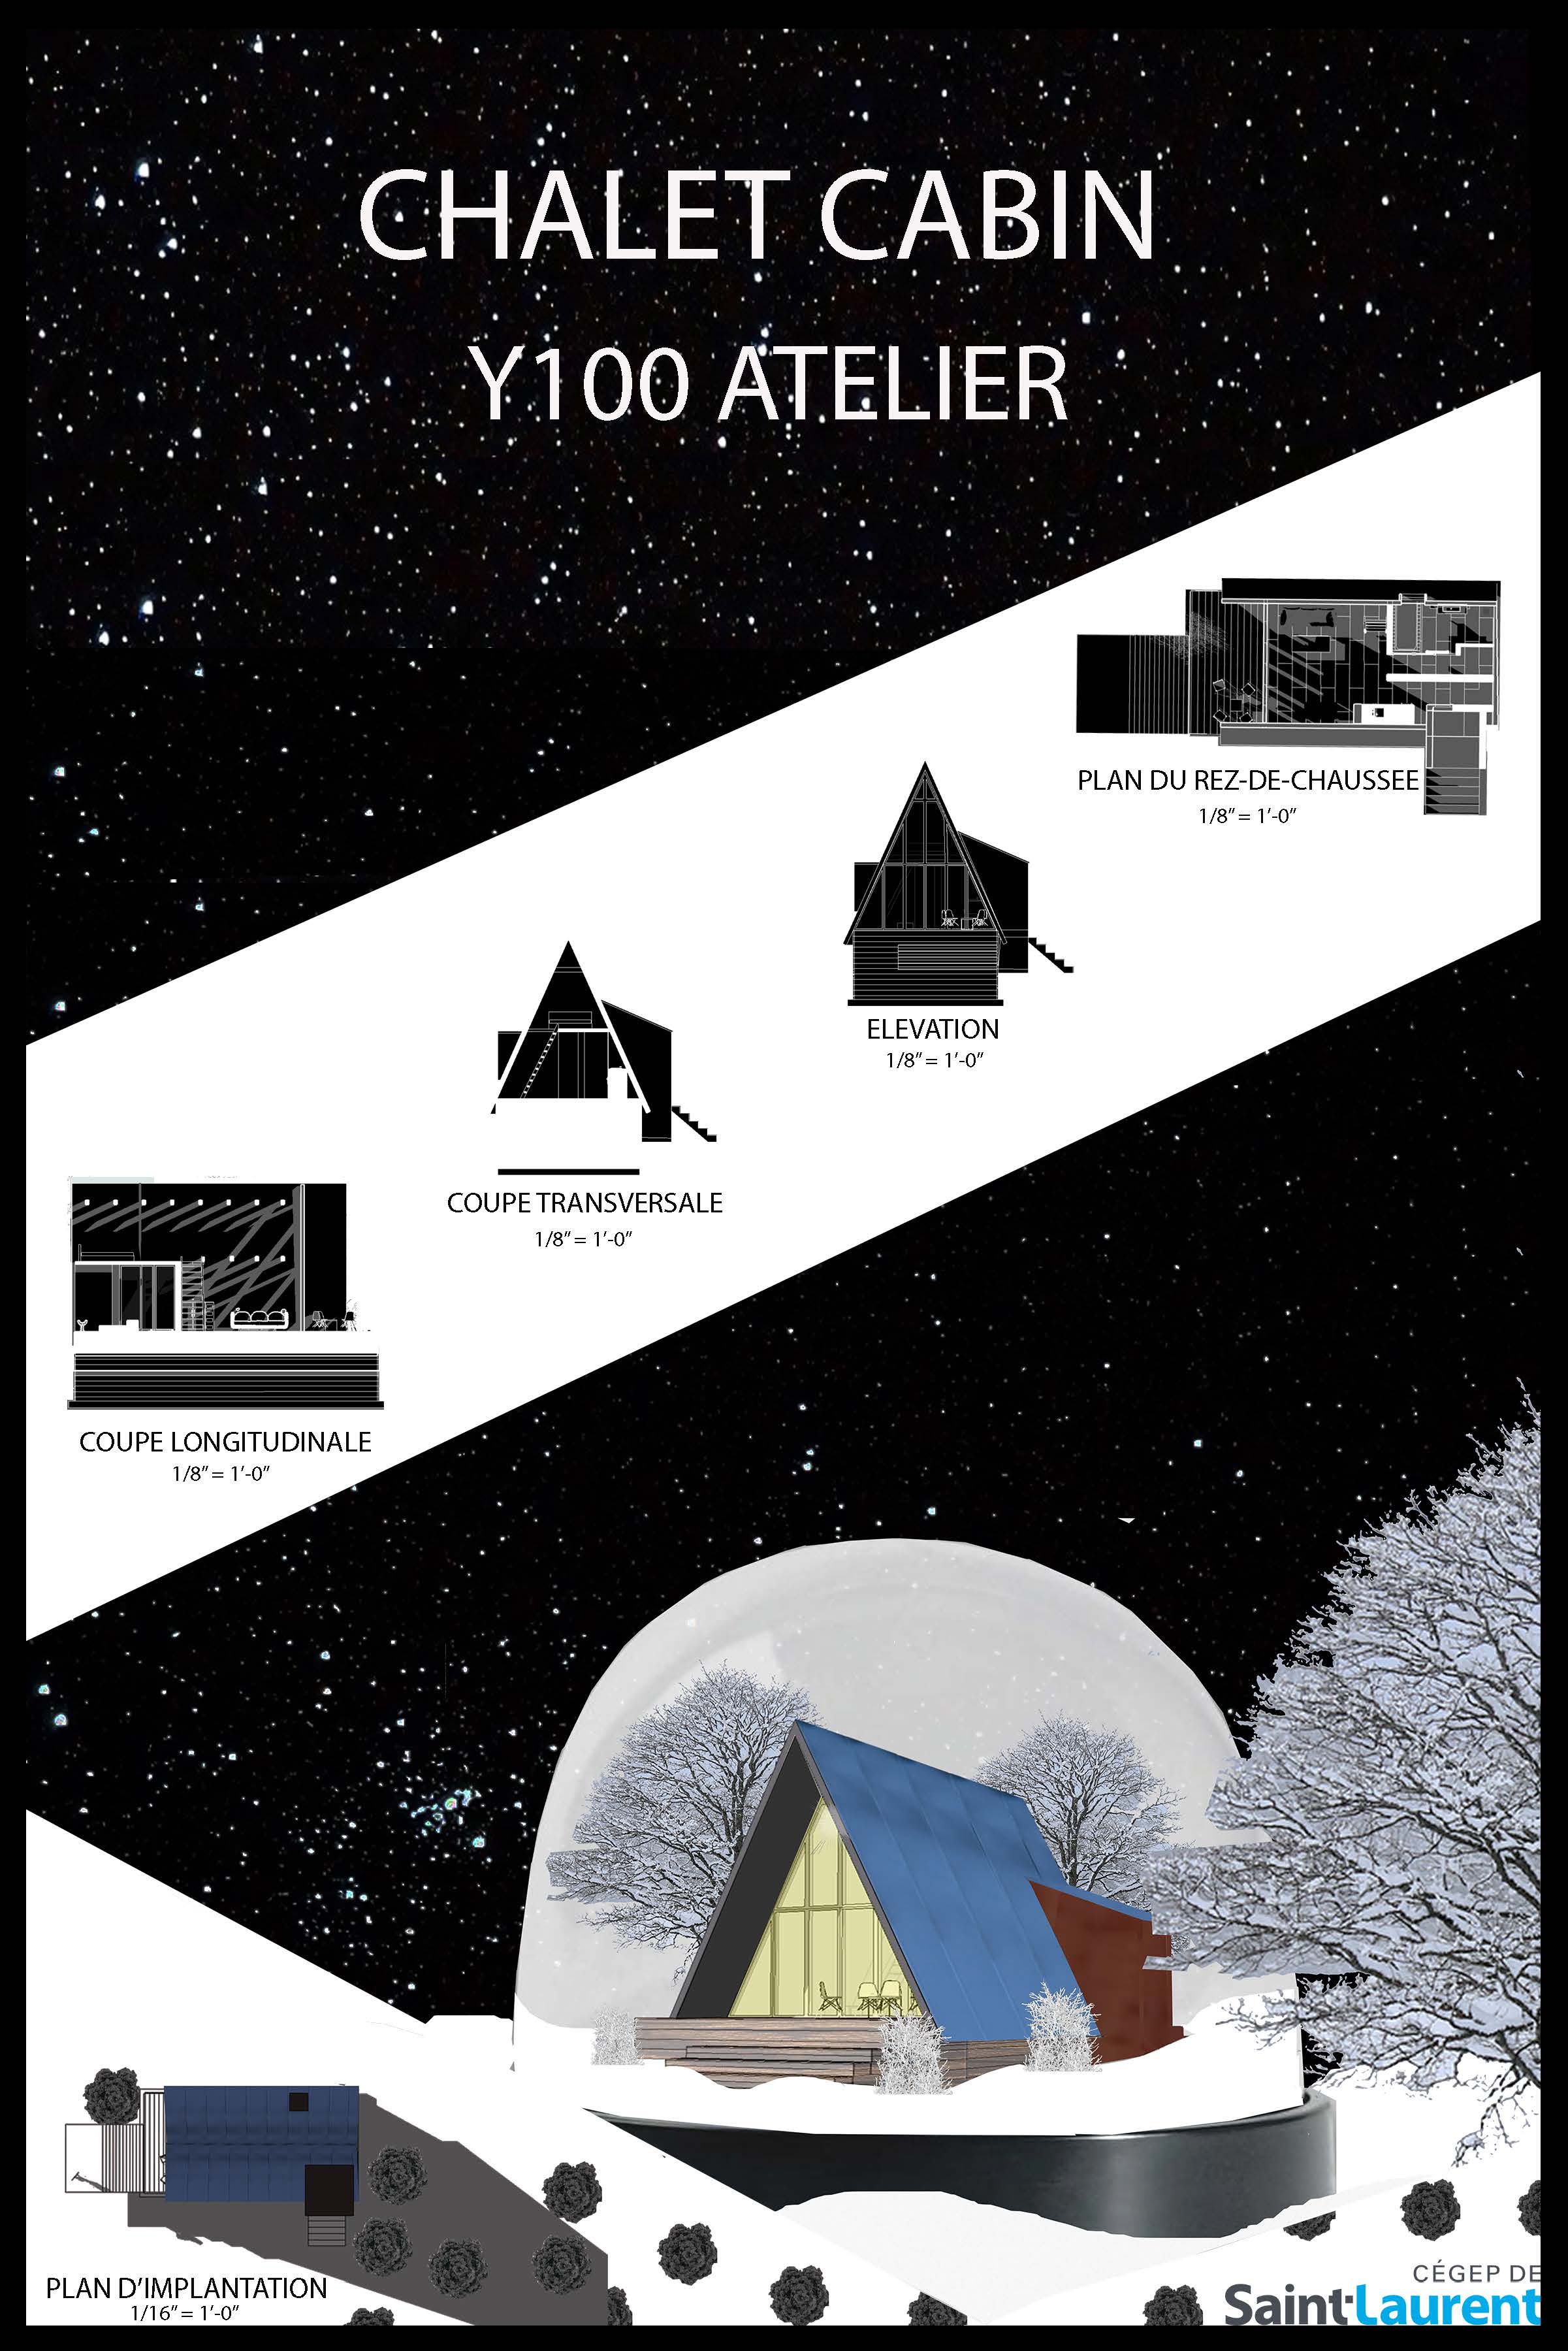 CHALET CABIN
Y100 ATELIER
PLAN DU REZ-DE-CHAUSSEE
1/8" = 1'-0"
ELEVATION
1/8" = 1'-0"
COUPE TRANSVERSALE
1/8" = 1'-0"
COUPE LONGITUDINALE
1/8" = 1'-0"
PLAN D'IMPLANTATION
1/16" = 1'-0"
CÉGEP DE
Saint-Laurent